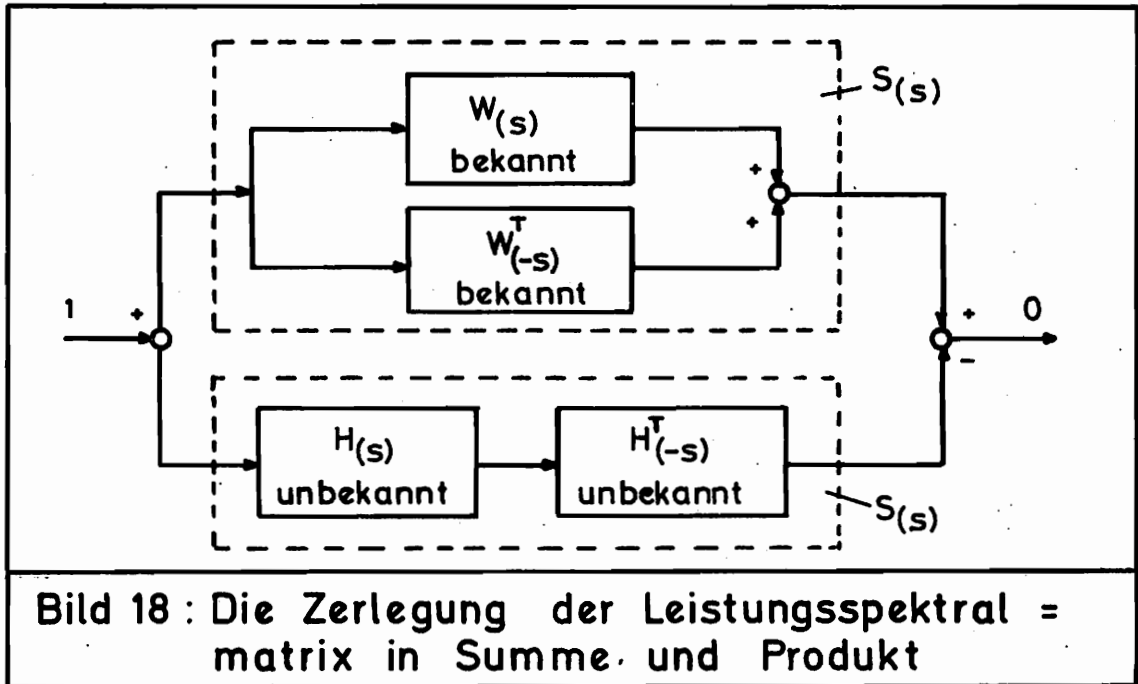 S(s)
W(s)
bekannt
+
W^T(-s)
+
bekannt
1 +
+ 0
-
H(s)
unbekannt
H^T(-s)
unbekannt
S(s)
Bild 18 : Die Zerlegung der Leistungsspektral =
matrix in Summe und Produkt